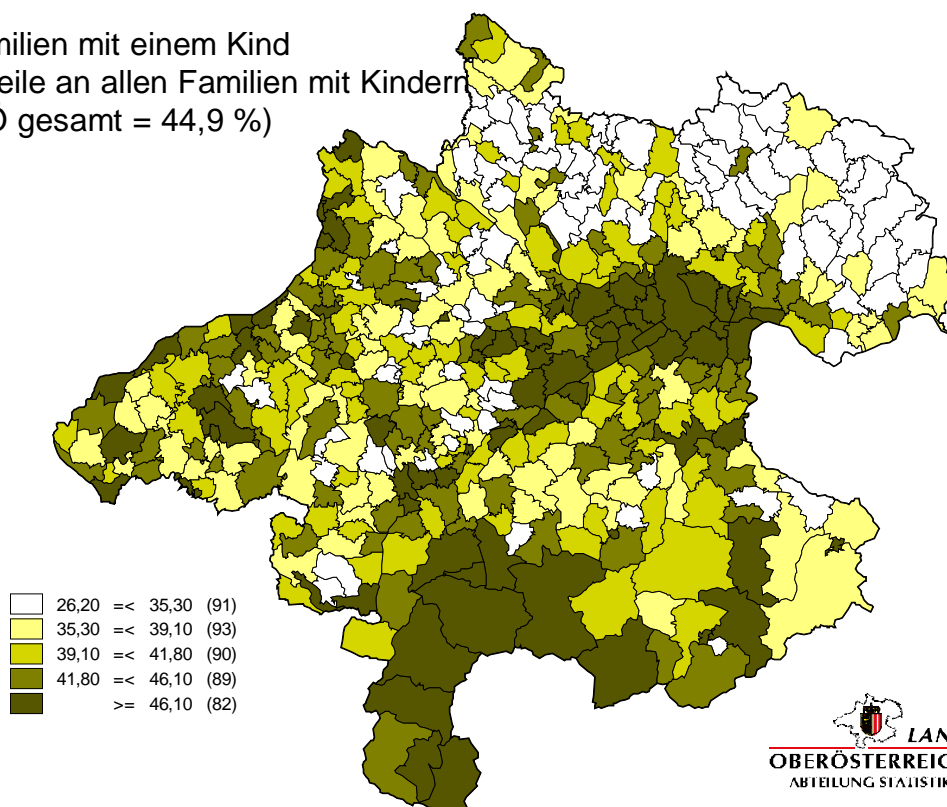 milien mit einem Kind
eile an allen Familien mit Kindern
Ö gesamt = 44,9 %)
26,20 =< 35,30 (91)
35,30 =< 39,10 (93)
39,10 =< 41,80 (90)
41,80 =< 46,10 (89)
>= 46,10 (82)
LAN
OBERÖSTERREIC
ABTEILUNG STATISTIK